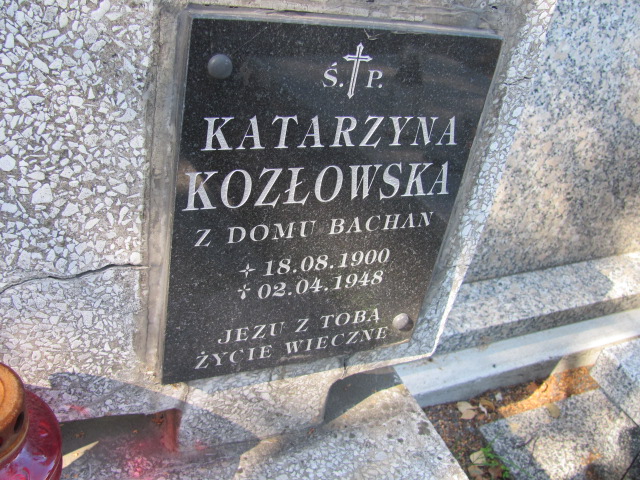 Ś. P.
KATARZYNA
KOZŁOWSKA
Z DOMU BACHAN
18.08.1900
02.04.1948
JEZU Z TOBĄ
ŻYCIE WIECZNE